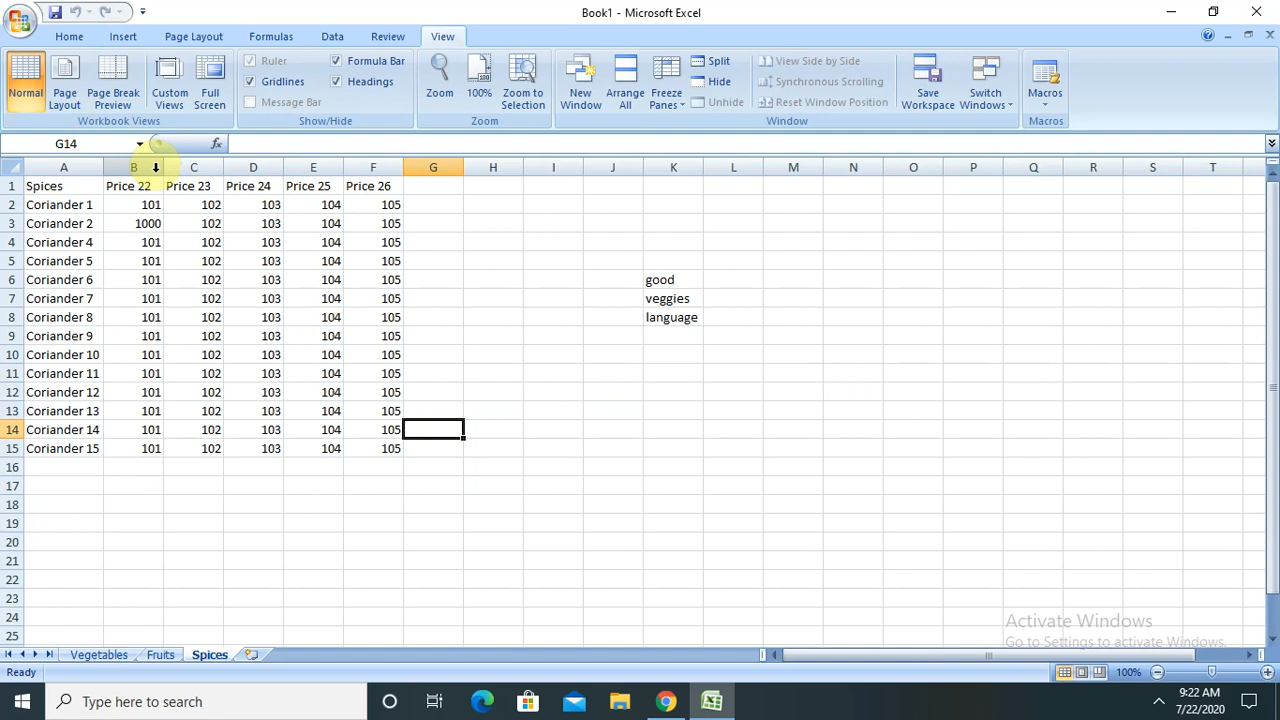 Book1 - Microsoft Excel
Home Insert Page Layout Formulas Data Review View
Normal Page Layout Page Break Preview Custom Views Full Screen
Workbook Views
Ruler Formula Bar
Gridlines Headings
Message Bar
Show/Hide
Zoom 100% Zoom to Selection
Zoom
New Window Arrange All Freeze Panes
Split View Side by Side
Hide Synchronous Scrolling
Unhide Reset Window Position
Save Workspace Switch Windows
Window
Macros
Macros
G14 fx
A B C D E F G H I J K L M N O P Q R S T
1 Spices Price 22 Price 23 Price 24 Price 25 Price 26
2 Coriander 1 101 102 103 104 105
3 Coriander 2 1000 102 103 104 105
4 Coriander 4 101 102 103 104 105
5 Coriander 5 101 102 103 104 105
6 Coriander 6 101 102 103 104 105 good
7 Coriander 7 101 102 103 104 105 veggies
8 Coriander 8 101 102 103 104 105 language
9 Coriander 9 101 102 103 104 105
10 Coriander 10 101 102 103 104 105
11 Coriander 11 101 102 103 104 105
12 Coriander 12 101 102 103 104 105
13 Coriander 13 101 102 103 104 105
14 Coriander 14 101 102 103 104 105
15 Coriander 15 101 102 103 104 105
16
17
18
19
20
21
22
23
24
25
Activate Windows
Go to Settings to activate Windows.
Vegetables Fruits Spices
Ready 100%
Type here to search
9:22 AM
7/22/2020